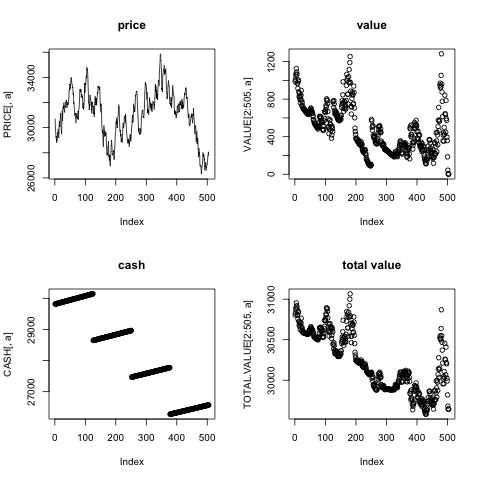 price
PRICE[, a]
34000
30000
26000
0 100 200 300 400 500
Index
value
VALUE[2:505, a]
1200
800
600
400
200
0
0 100 200 300 400 500
Index
cash
CASH[, a]
29000
27000
0 100 200 300 400 500
Index
total value
TOTAL.VALUE[2:505, a]
31000
30500
30000
0 100 200 300 400 500
Index